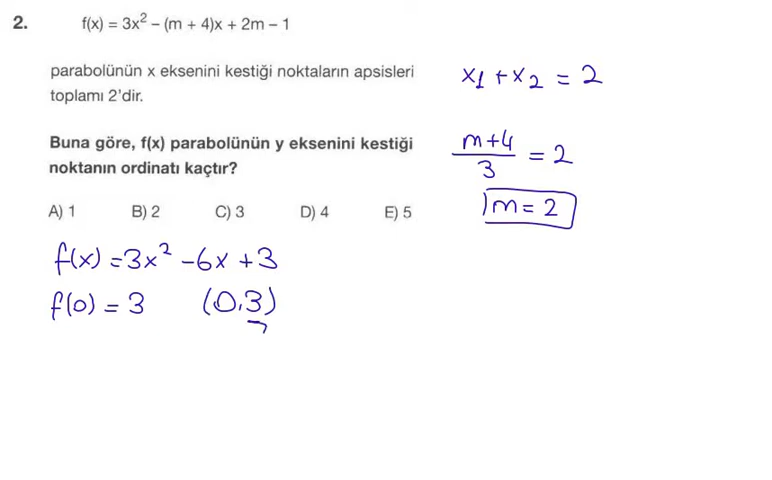 2. f(x) = 3x² – (m + 4)x + 2m – 1
parabolünün x eksenini kestiği noktaların apsisleri
toplamı 2'dir.
Buna göre, f(x) parabolünün y eksenini kestiği
noktanın ordinatı kaçtır?
A) 1 B) 2 C) 3 D) 4 E) 5
f(x) = 3x² - 6x + 3
f(0) = 3 (0,3)
x₁ + x₂ = 2
m+4/3 = 2
m = 2